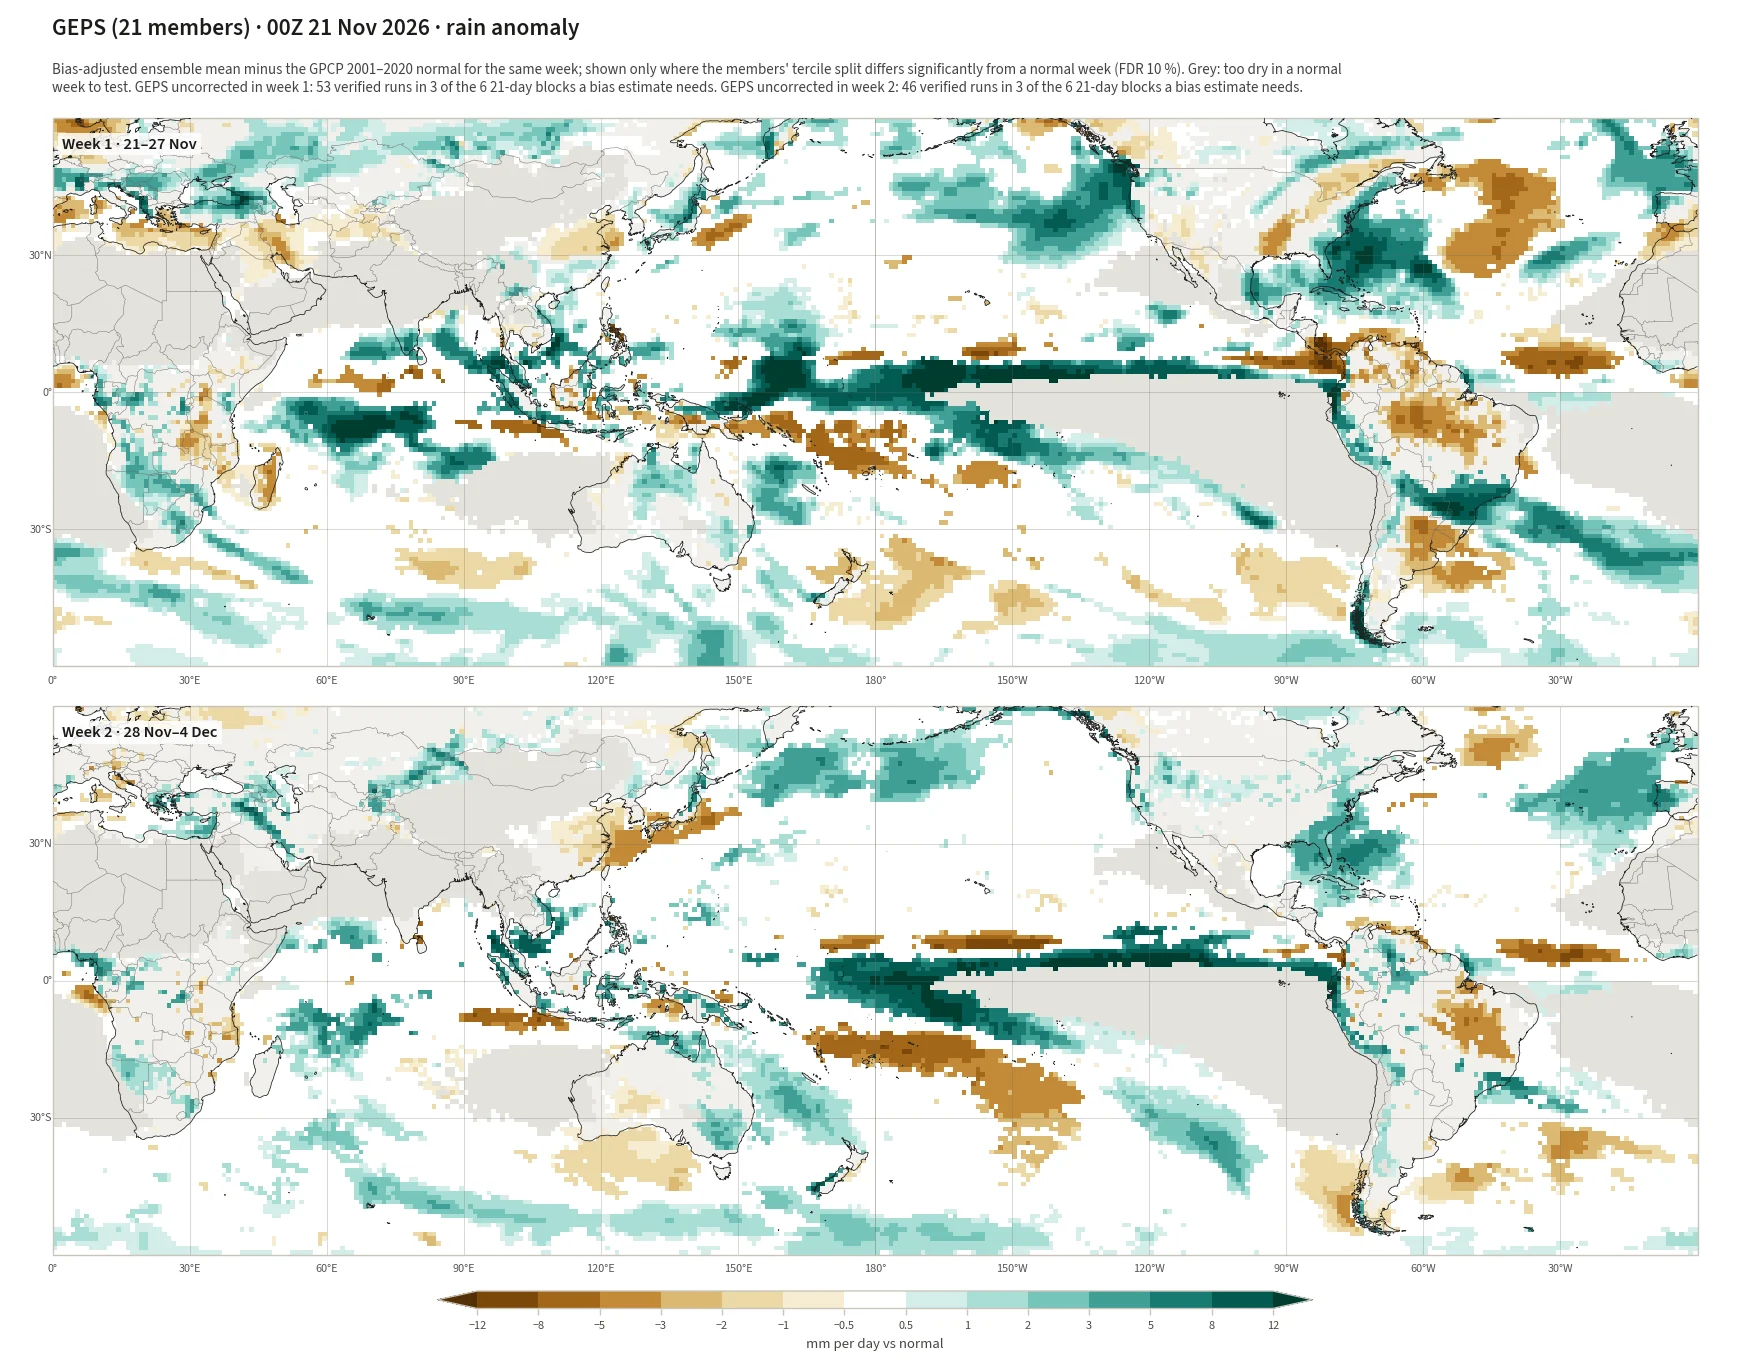 GEPS (21 members) · 00Z 21 Nov 2026 · rain anomaly
Bias-adjusted ensemble mean minus the GPCP 2001–2020 normal for the same week; shown only where the members' tercile split differs significantly from a normal week (FDR 10 %). Grey: too dry in a normal
week to test. GEPS uncorrected in week 1: 53 verified runs in 3 of the 6 21-day blocks a bias estimate needs. GEPS uncorrected in week 2: 46 verified runs in 3 of the 6 21-day blocks a bias estimate needs.
Week 1 · 21–27 Nov
30°N
0°
30°S
0° 30°E 60°E 90°E 120°E 150°E 180° 150°W 120°W 90°W 60°W 30°W
Week 2 · 28 Nov–4 Dec
30°N
0°
30°S
0° 30°E 60°E 90°E 120°E 150°E 180° 150°W 120°W 90°W 60°W 30°W
−12 −8 −5 −3 −2 −1 −0.5 0.5 1 2 3 5 8 12
mm per day vs normal